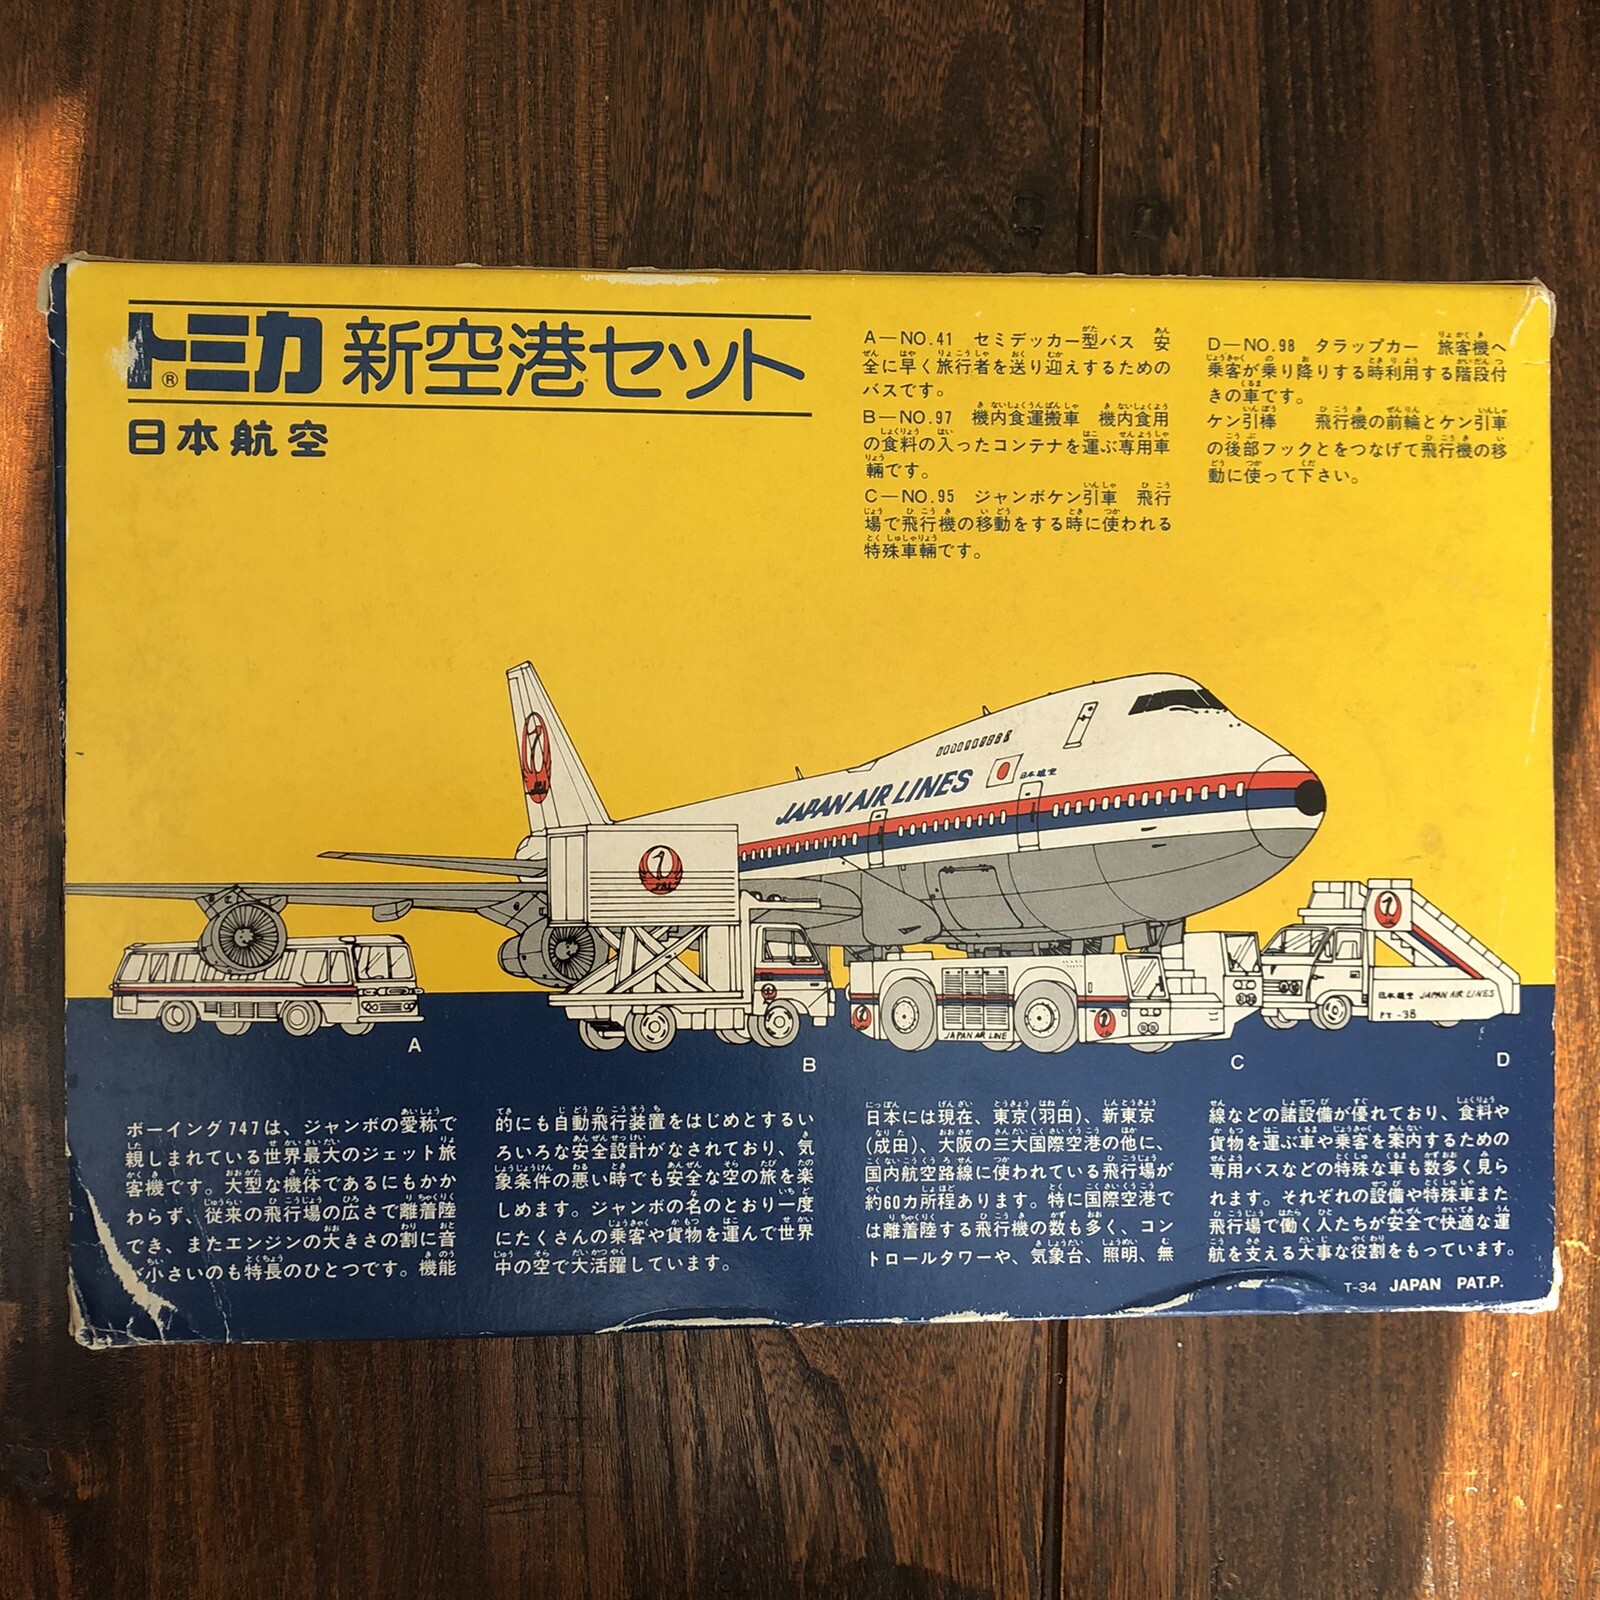 トミカ 新空港セット
®
日本航空
A—NO.41 セミデッカー型バス 安
全に早く旅行者を送り迎えするための
バスです。
B—NO.97 機内食運搬車 機内食用
の食料の入ったコンテナを運ぶ専用車
輛です。
C—NO.95 ジャンボケン引車 飛行
場で飛行機の移動をする時に使われる
特殊車輛です。
D—NO.98 タラップカー 旅客機へ
乗客が乗り降りする時利用する階段付
きの車です。
ケン引棒 飛行機の前輪とケン引車
の後部フックとをつなげて飛行機の移
動に使って下さい。
JAPAN AIR LINES
日本航空
JAL
JAL
JAPAN AIR LINE
日本航空 JAPAN AIR LINES
PT-38
A
B
C
D
ボーイング747は、ジャンボの愛称で
親しまれている世界最大のジェット旅
客機です。大型な機体であるにもかか
わらず、従来の飛行場の広さで離着陸
でき、またエンジンの大きさの割に音
が小さいのも特長のひとつです。機能
的にも自動飛行装置をはじめとするい
ろいろな安全設計がなされており、気
象条件の悪い時でも安全な空の旅を楽
しめます。ジャンボの名のとおり一度
にたくさんの乗客や貨物を運んで世界
中の空で大活躍しています。
日本には現在、東京(羽田)、新東京
(成田)、大阪の三大国際空港の他に、
国内航空路線に使われている飛行場が
約60カ所程あります。特に国際空港で
は離着陸する飛行機の数も多く、コン
トロールタワーや、気象台、照明、無
線などの諸設備が優れており、食料や
貨物を運ぶ車や乗客を案内するための
専用バスなどの特殊な車も数多く見ら
れます。それぞれの設備や特殊車また
飛行場で働く人たちが安全で快適な運
航を支える大事な役割をもっています。
T-34 JAPAN PAT.P.